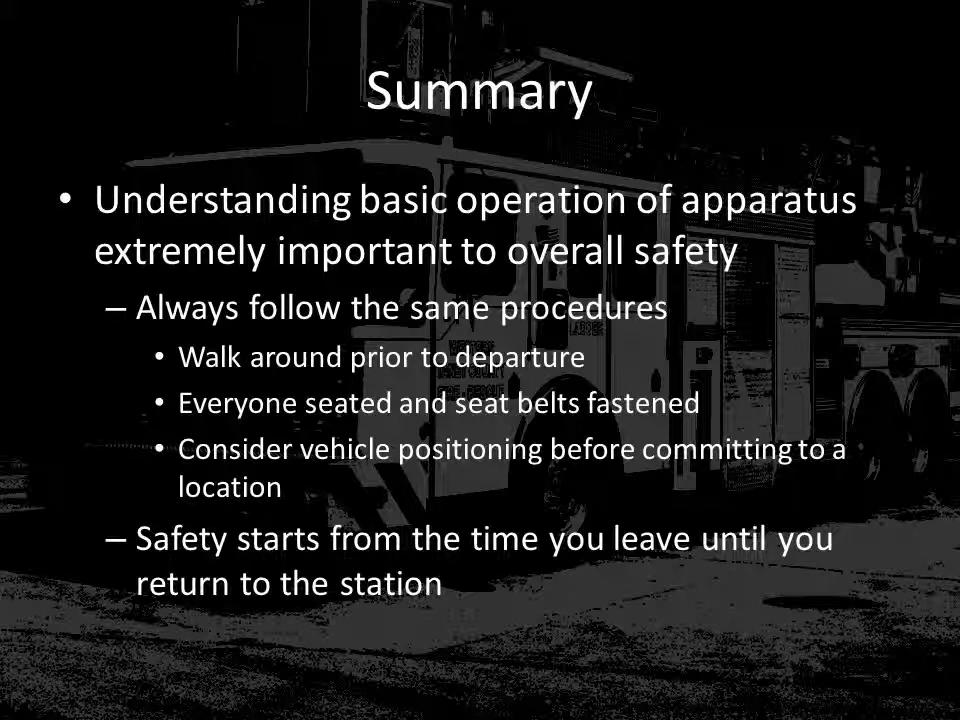 Summary
• Understanding basic operation of apparatus
extremely important to overall safety
– Always follow the same procedures
• Walk around prior to departure
• Everyone seated and seat belts fastened
• Consider vehicle positioning before committing to a
location
– Safety starts from the time you leave until you
return to the station